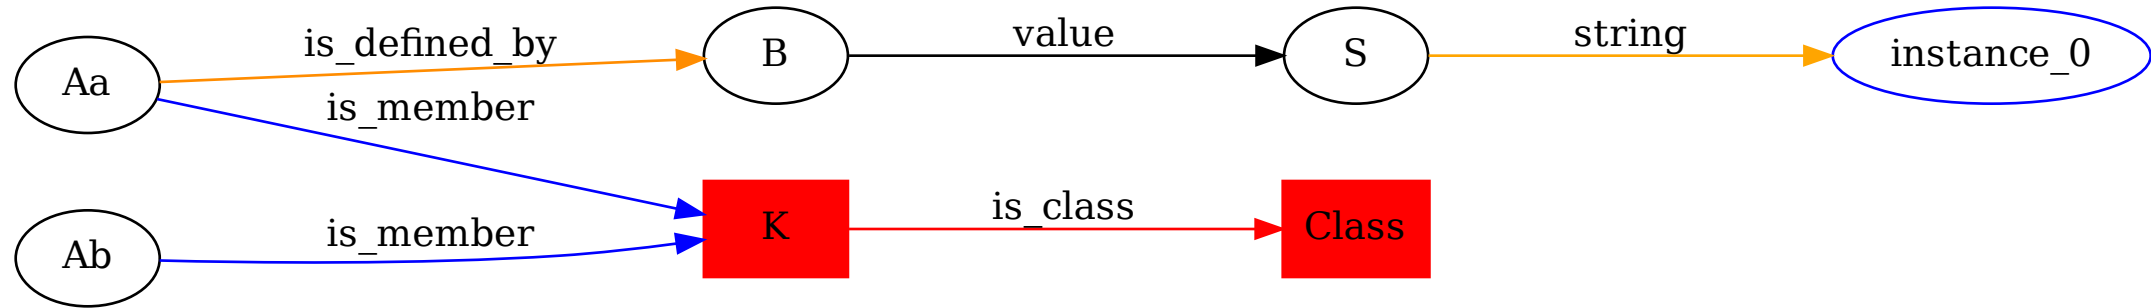 is_defined_by
value
string
Aa
B
S
instance_0
is_member
is_class
K
Class
is_member
Ab